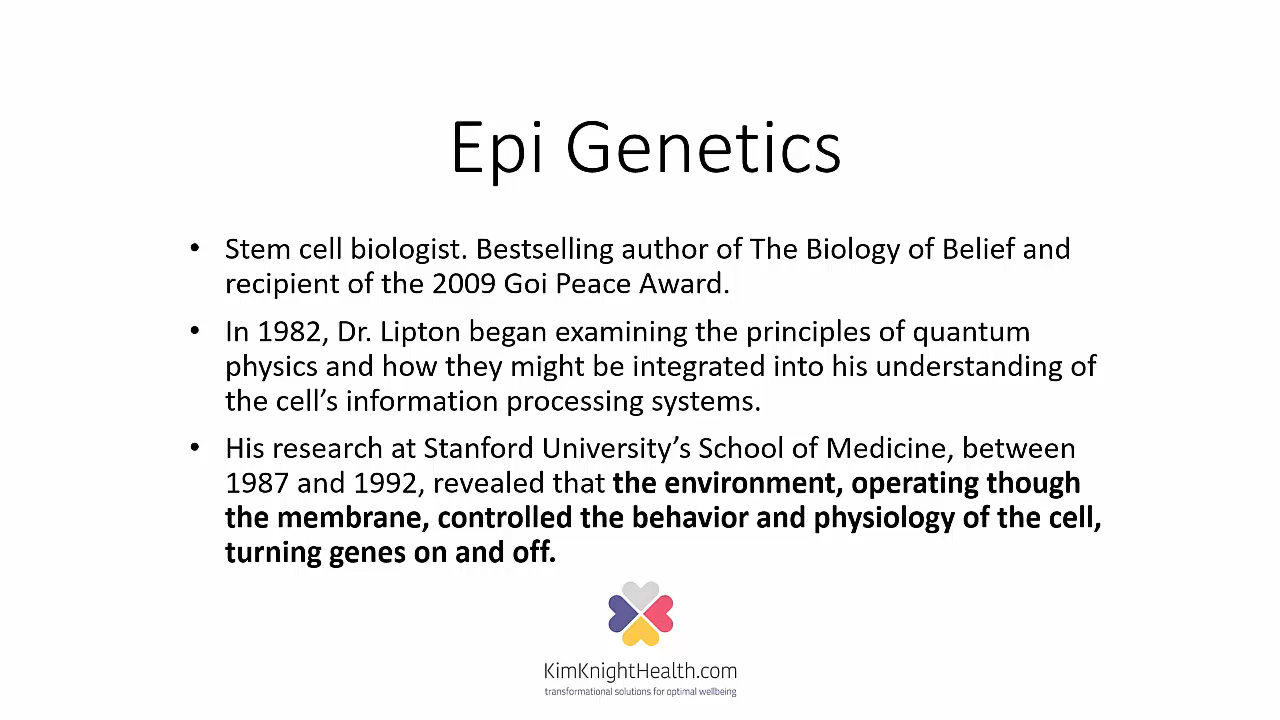 Epi Genetics
• Stem cell biologist. Bestselling author of The Biology of Belief and
recipient of the 2009 Goi Peace Award.
• In 1982, Dr. Lipton began examining the principles of quantum
physics and how they might be integrated into his understanding of
the cell’s information processing systems.
• His research at Stanford University’s School of Medicine, between
1987 and 1992, revealed that the environment, operating though
the membrane, controlled the behavior and physiology of the cell,
turning genes on and off.
KimKnightHealth.com
transformational solutions for optimal wellbeing